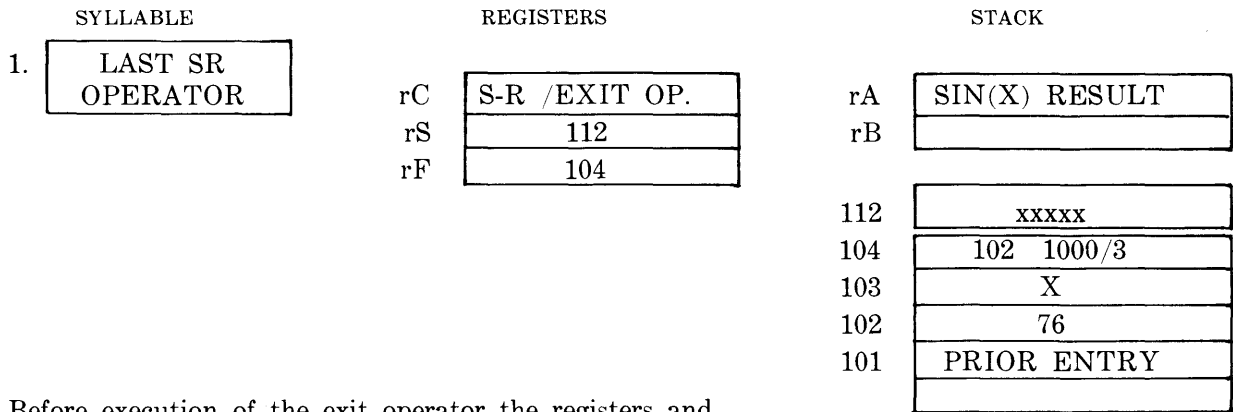 SYLLABLE REGISTERS STACK
1. LAST SR
OPERATOR
rC S-R /EXIT OP.
rS 112
rF 104
rA SIN(X) RESULT
rB
112 xxxxx
104 102 1000/3
103 X
102 76
101 PRIOR ENTRY
Before execution of the exit operator the registers and